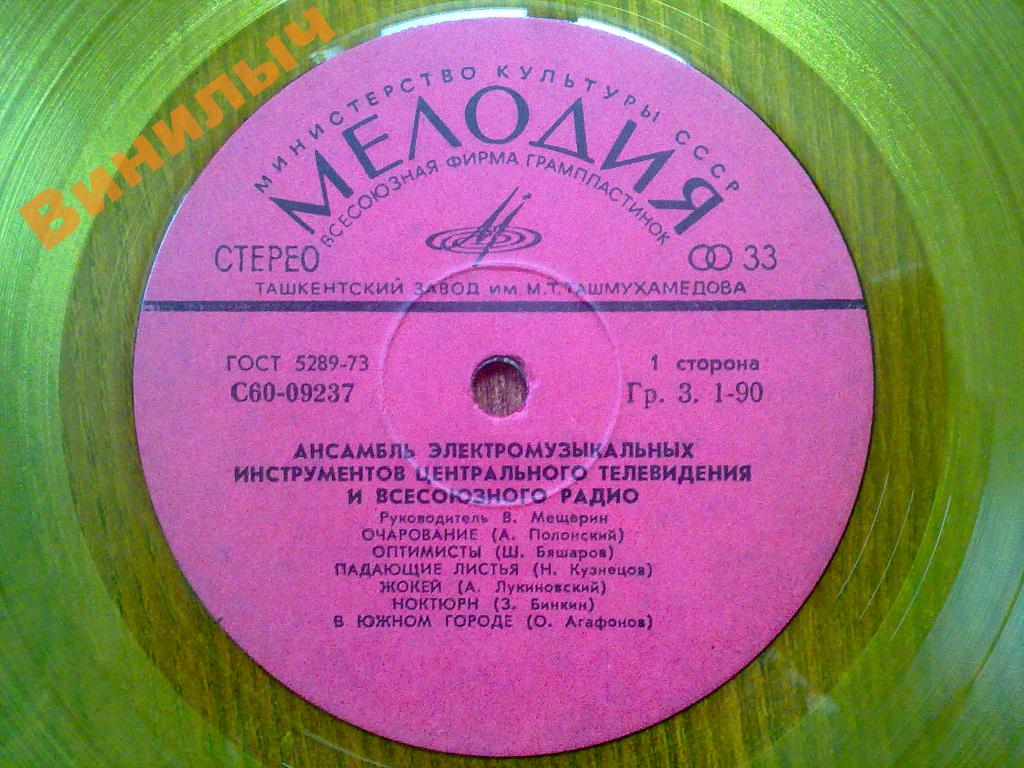 Винилыч
МИНИСТЕРСТВО КУЛЬТУРЫ СССР
МЕЛОДИЯ
ВСЕСОЮЗНАЯ ФИРМА ГРАМПЛАСТИНОК
СТЕРЕО 33
ТАШКЕНТСКИЙ ЗАВОД ИМ. М.Т.ТАШМУХАМЕДОВА
ГОСТ 5289-73 1 сторона
С60-09237 Гр. 3. 1-90
АНСАМБЛЬ ЭЛЕКТРОМУЗЫКАЛЬНЫХ
ИНСТРУМЕНТОВ ЦЕНТРАЛЬНОГО ТЕЛЕВИДЕНИЯ
И ВСЕСОЮЗНОГО РАДИО
Руководитель В. Мещерин
ОЧАРОВАНИЕ (А. Полонский)
ОПТИМИСТЫ (Ш. Бяшаров)
ПАДАЮЩИЕ ЛИСТЬЯ (Н. Кузнецов)
ЖОКЕЙ (А. Лукиновский)
НОКТЮРН (З. Бинкин)
В ЮЖНОМ ГОРОДЕ (О. Агафонов)